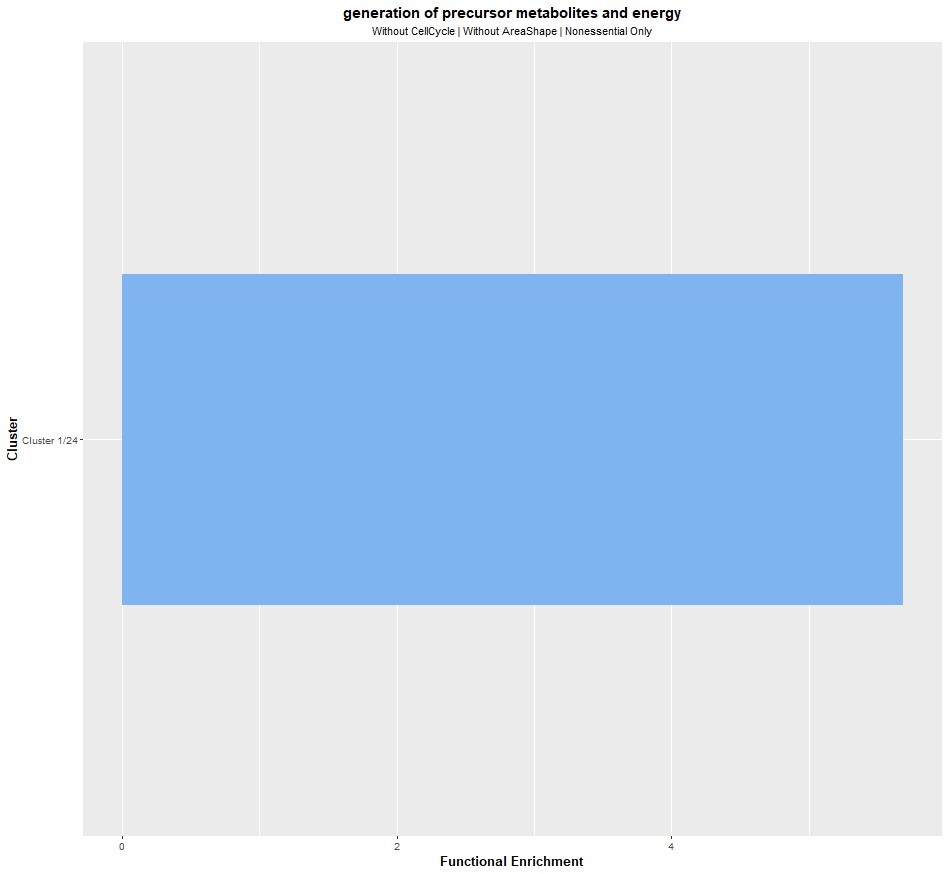 generation of precursor metabolites and energy
Without CellCycle | Without AreaShape | Nonessential Only
Cluster
Cluster 1/24
0
2
4
Functional Enrichment